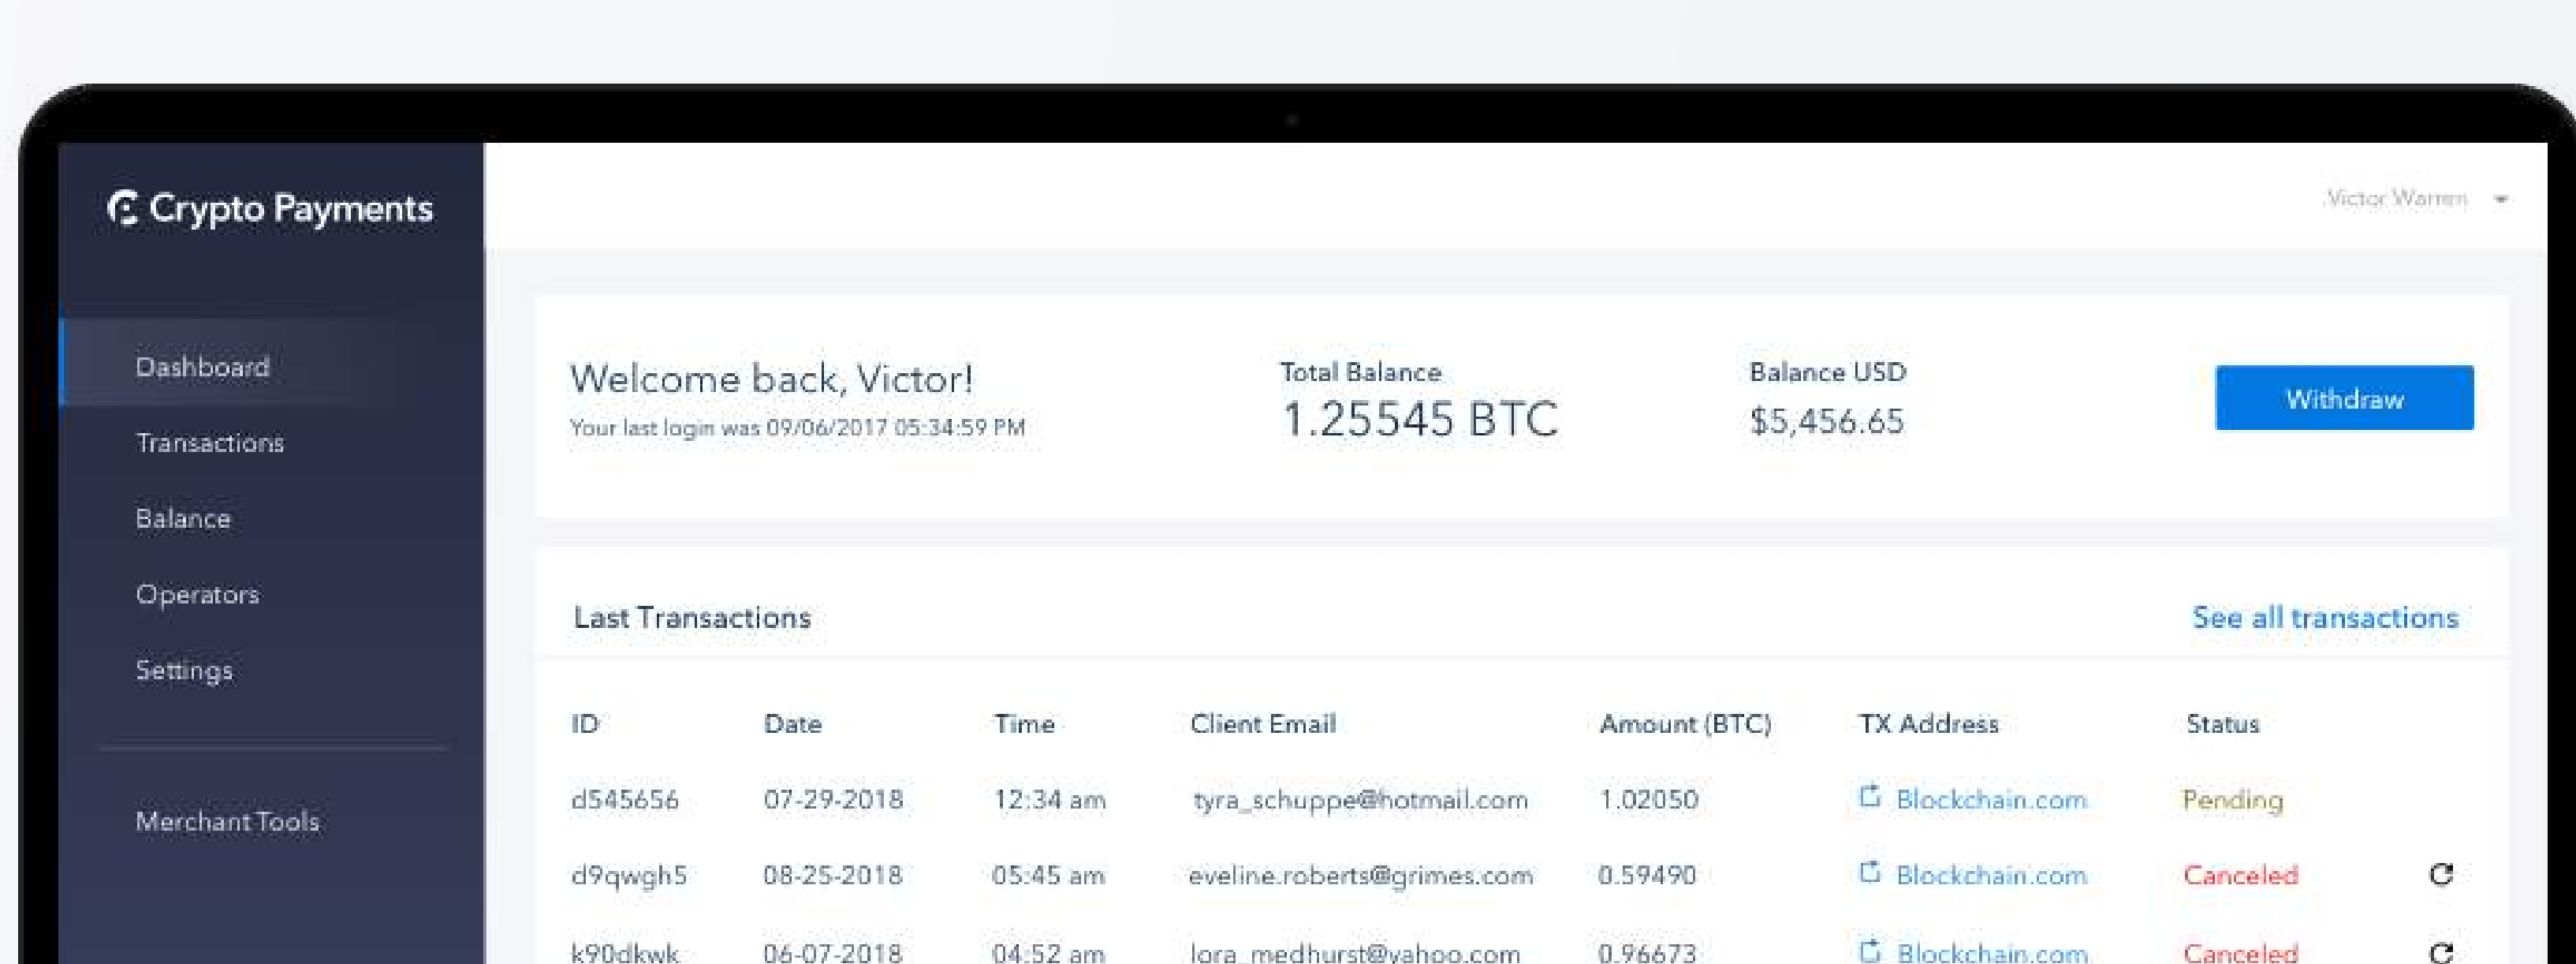 Crypto Payments
Victor Warren
Dashboard
Transactions
Balance
Operators
Settings
Merchant Tools
Welcome back, Victor!
Your last login was 09/06/2017 05:34:59 PM
Total Balance
1.25545 BTC
Balance USD
$5,456.65
Withdraw
Last Transactions
See all transactions
ID Date Time Client Email Amount (BTC) TX Address Status
d545656 07-29-2018 12:34 am tyra_schuppe@hotmail.com 1.02050 Blockchain.com Pending
d9qwgh5 08-25-2018 05:45 am eveline.roberts@grimes.com 0.59490 Blockchain.com Canceled
k90dkwk 06-07-2018 04:52 am lora_medhurst@yahoo.com 0.96673 Blockchain.com Canceled